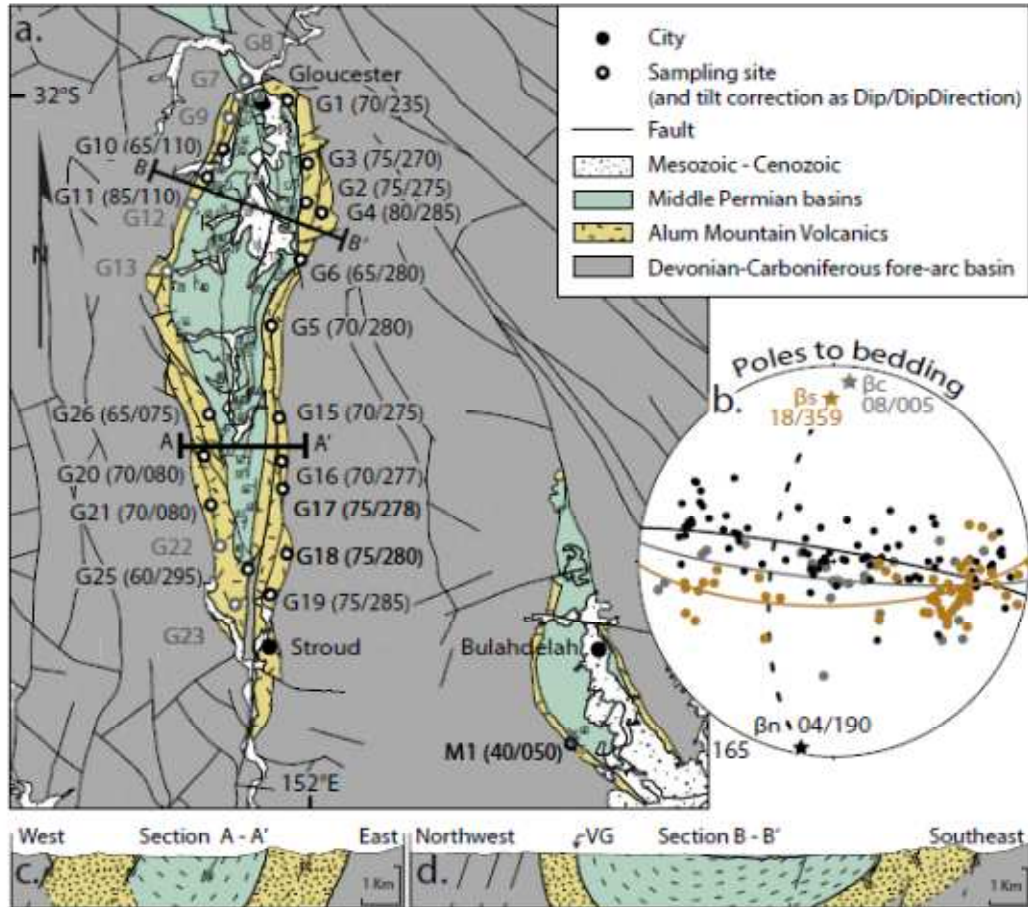 a.
G8
G7
Gloucester
32°S
G1 (70/235)
G9
G10 (65/110)
G3 (75/270)
B
G2 (75/275)
G11 (85/110)
G4 (80/285)
G12
B'
N
G13
G6 (65/280)
G5 (70/280)
G26 (65/075)
G15 (70/275)
A
A'
G20 (70/080)
G16 (70/277)
G21 (70/080)
G17 (75/278)
G22
G18 (75/280)
G25 (60/295)
G19 (75/285)
G23
Stroud
Bulahdelah
M1 (40/050)
152°E
City
Sampling site
(and tilt correction as Dip/DipDirection)
Fault
Mesozoic - Cenozoic
Middle Permian basins
Alum Mountain Volcanics
Devonian-Carboniferous fore-arc basin
Poles to bedding
b.
βs
18/359
βc
08/005
βn 04/190
165
West Section A - A' East
c.
1 Km
Northwest VG Section B - B' Southeast
d.
1 Km